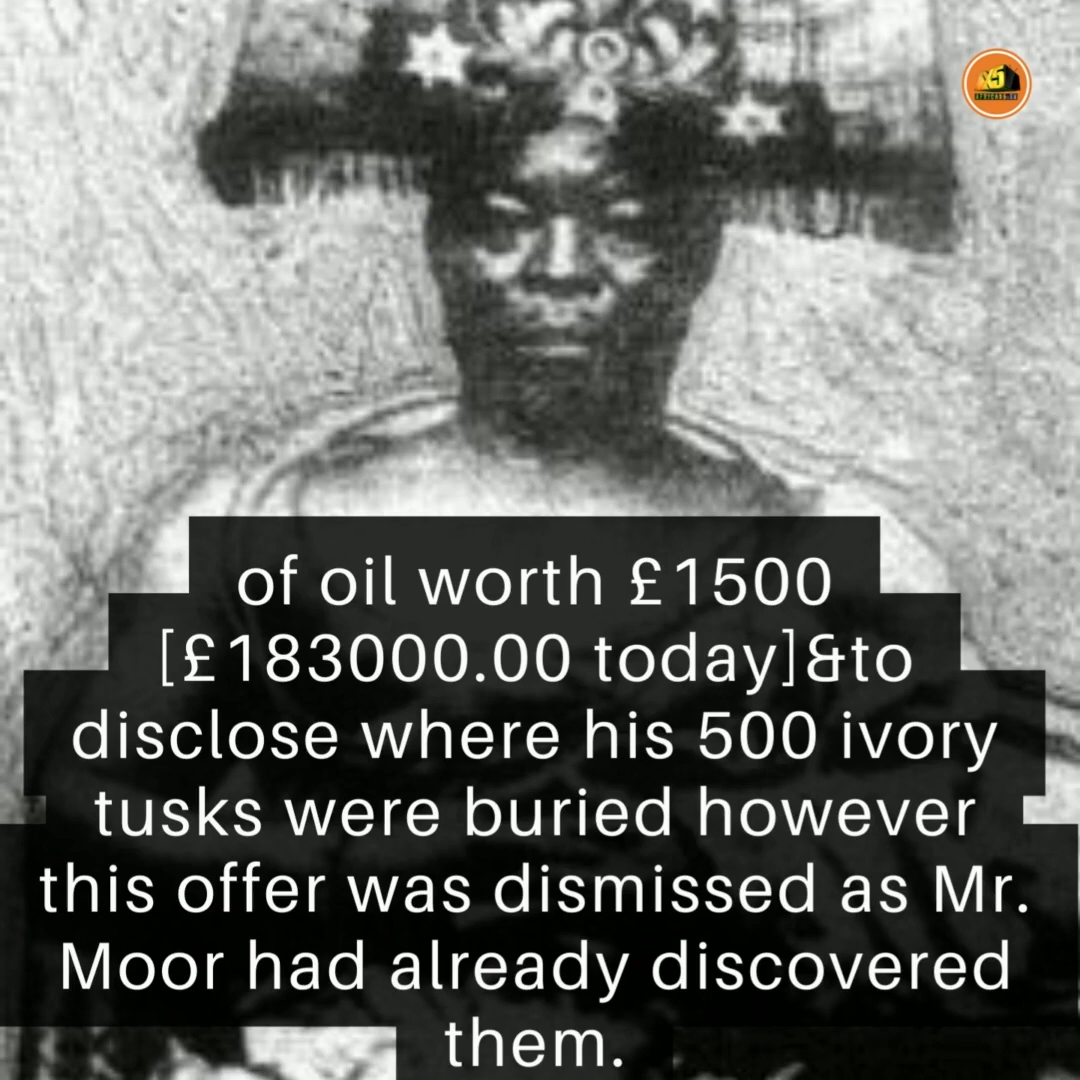 of oil worth £1500
[£183000.00 today]&to
disclose where his 500 ivory
tusks were buried however
this offer was dismissed as Mr.
Moor had already discovered
them.